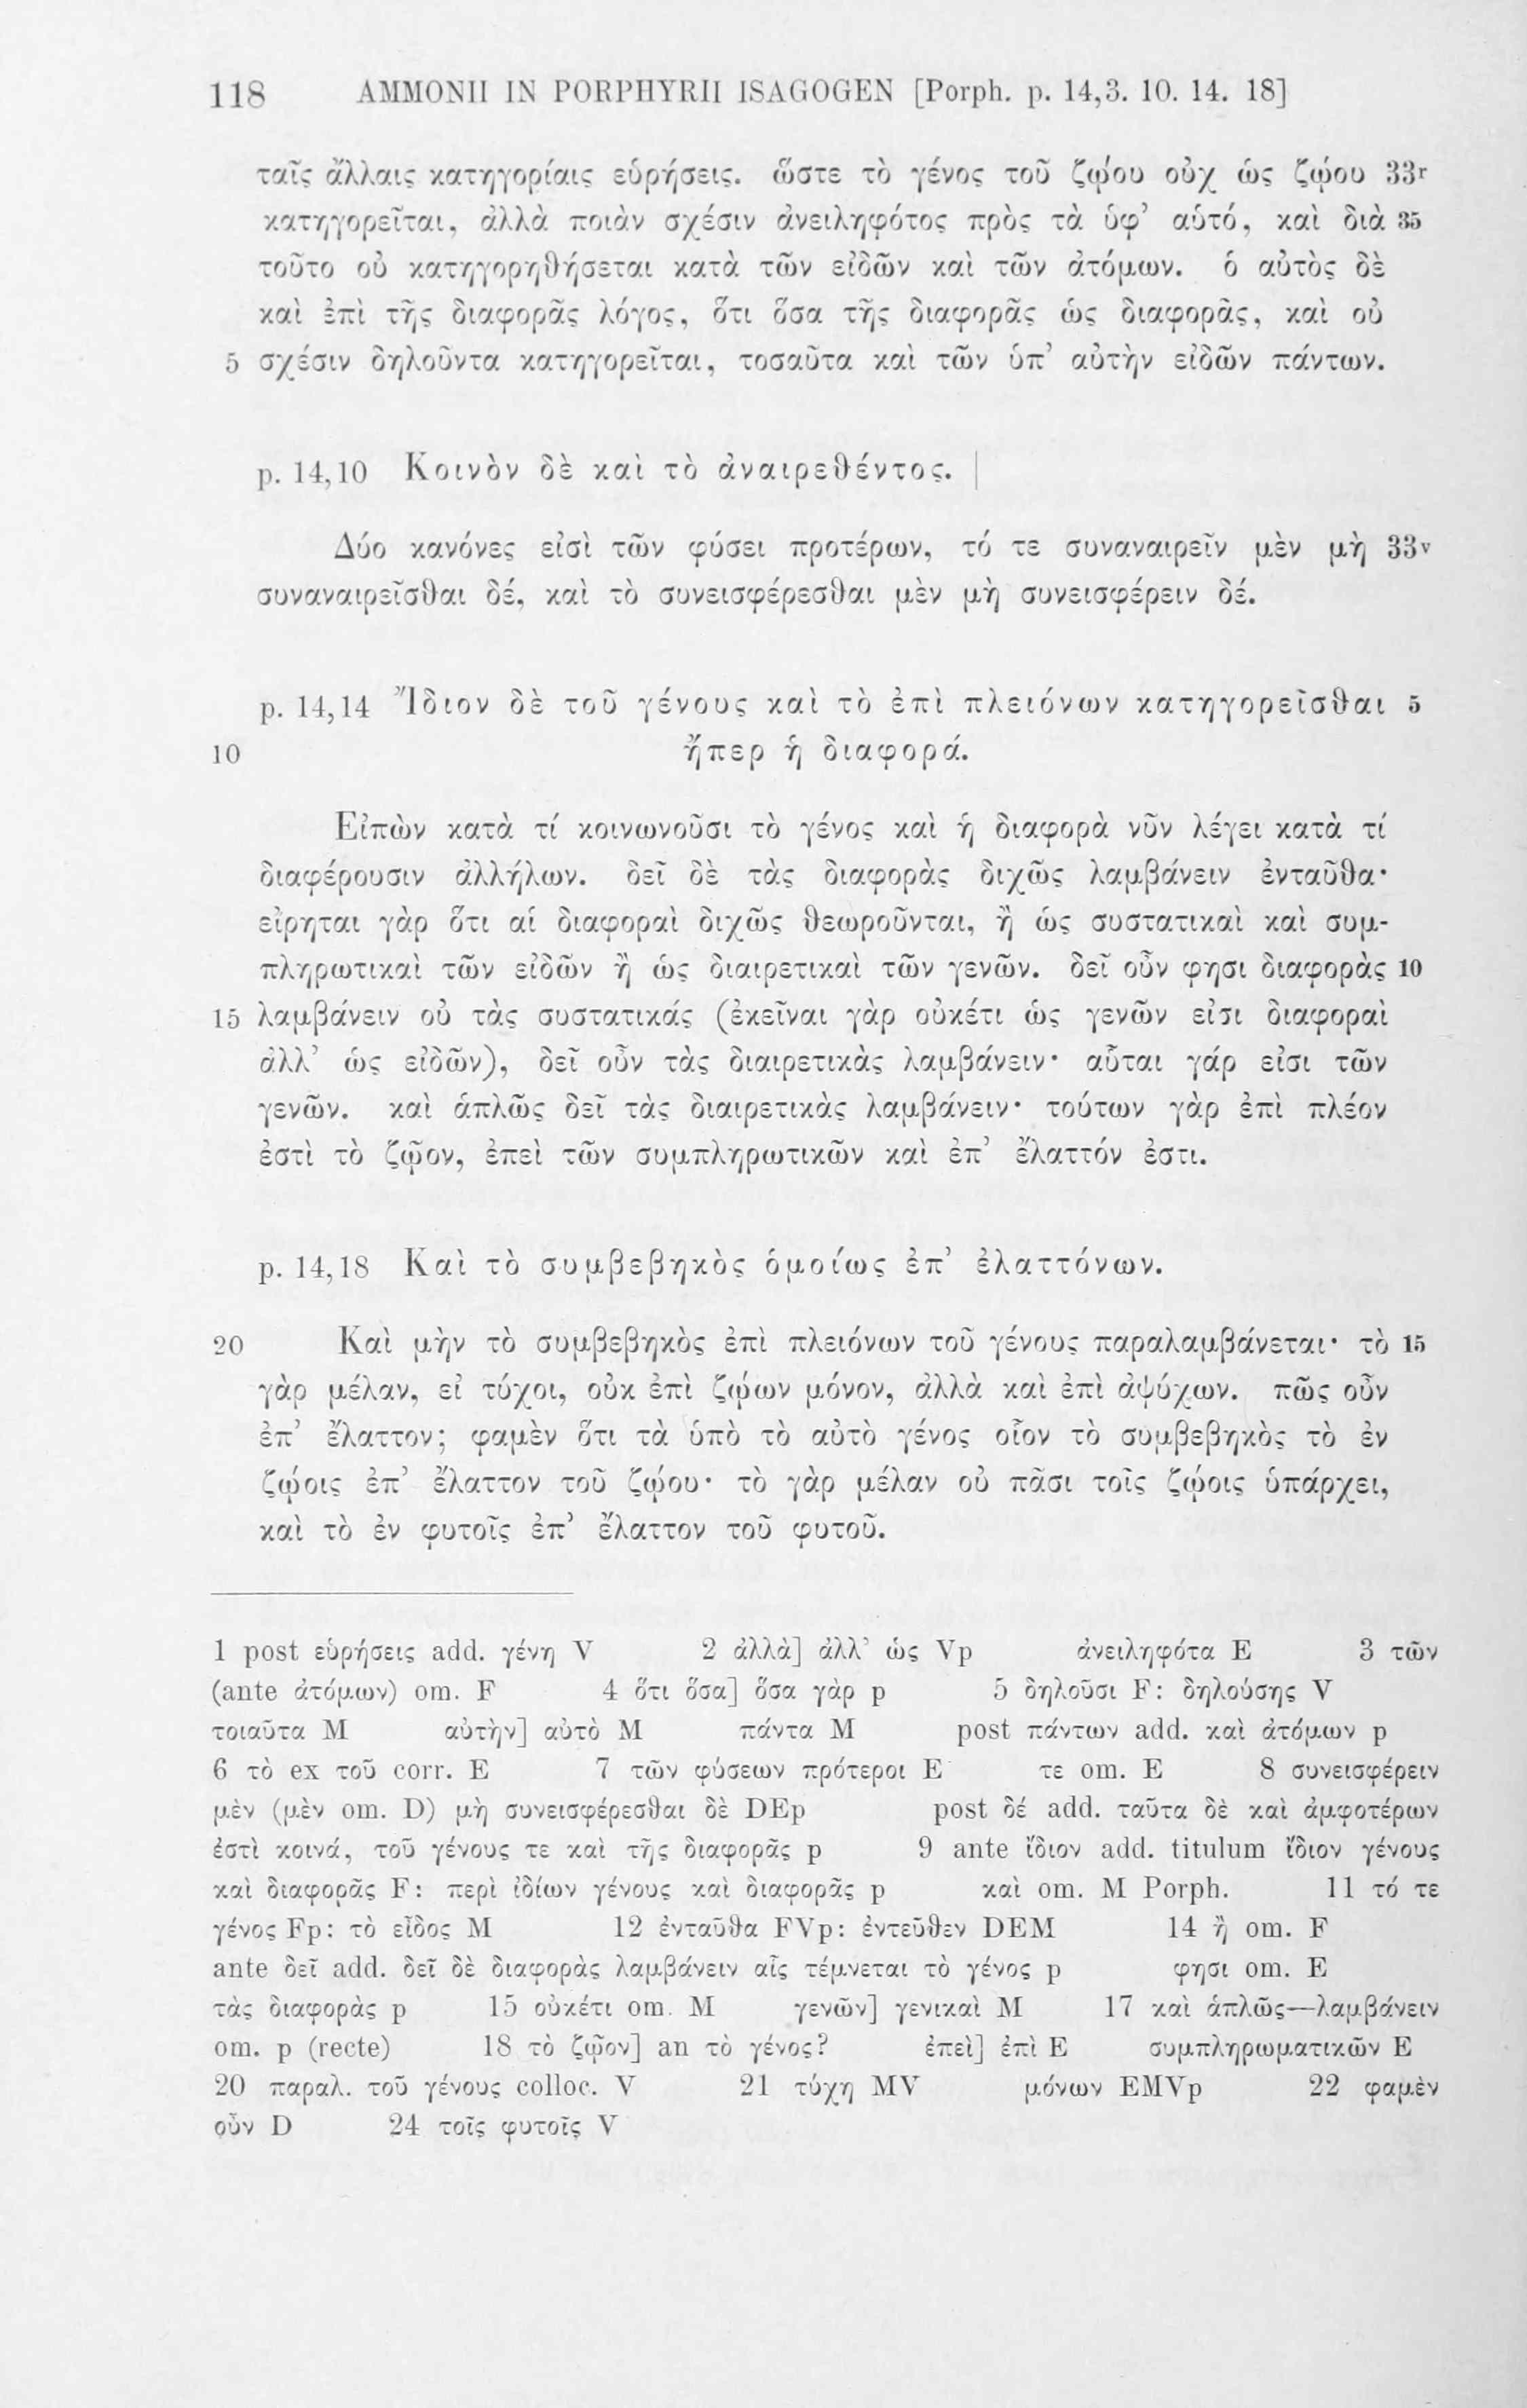 118 AMMONII IN PORPHYRII ISAGOGEN [Porph. p. 14,3. 10. 14. 18]
ταῖς ἄλλαις κατηγορίαις εὑρήσεις. ὥστε τὸ γένος τοῦ ζῴου οὐχ ὡς ζῴου 33r
κατηγορεῖται, ἀλλὰ ποιὰν σχέσιν ἀνειληφότος πρὸς τὰ ὑφ’ αὑτό, καὶ διὰ 35
τοῦτο οὐ κατηγορηθήσεται κατὰ τῶν εἰδῶν καὶ τῶν ἀτόμων. ὁ αὐτὸς δὲ
καὶ ἐπὶ τῆς διαφορᾶς λόγος, ὅτι ὅσα τῆς διαφορᾶς ὡς διαφορᾶς, καὶ οὐ
5 σχέσιν δηλοῦντα κατηγορεῖται, τοσαῦτα καὶ τῶν ὑπ’ αὐτὴν εἰδῶν πάντων.
p. 14,10 Κοινὸν δὲ καὶ τὸ ἀναιρεθέντος. |
Δύο κανόνες εἰσὶ τῶν φύσει προτέρων, τό τε συναναιρεῖν μὲν μὴ 33v
συναναιρεῖσθαι δέ, καὶ τὸ συνεισφέρεσθαι μὲν μὴ συνεισφέρειν δέ.
p. 14,14 Ἴδιον δὲ τοῦ γένους καὶ τὸ ἐπὶ πλειόνων κατηγορεῖσθαι 5
10 ἤπερ ἡ διαφορά.
Εἰπὼν κατὰ τί κοινωνοῦσι τὸ γένος καὶ ἡ διαφορὰ νῦν λέγει κατὰ τί
διαφέρουσιν ἀλλήλων. δεῖ δὲ τὰς διαφορὰς διχῶς λαμβάνειν ἐνταῦθα·
εἴρηται γὰρ ὅτι αἱ διαφοραὶ διχῶς θεωροῦνται, ἢ ὡς συστατικαὶ καὶ συμ-
πληρωτικαὶ τῶν εἰδῶν ἢ ὡς διαιρετικαὶ τῶν γενῶν. δεῖ οὖν φησι διαφορὰς 10
15 λαμβάνειν οὐ τὰς συστατικάς (ἐκεῖναι γὰρ οὐκέτι ὡς γενῶν εἰσι διαφοραὶ
ἀλλ’ ὡς εἰδῶν), δεῖ οὖν τὰς διαιρετικὰς λαμβάνειν· αὗται γάρ εἰσι τῶν
γενῶν. καὶ ἁπλῶς δεῖ τὰς διαιρετικὰς λαμβάνειν· τούτων γὰρ ἐπὶ πλέον
ἐστὶ τὸ ζῷον, ἐπεὶ τῶν συμπληρωτικῶν καὶ ἐπ’ ἔλαττόν ἐστι.
p. 14,18 Καὶ τὸ συμβεβηκὸς ὁμοίως ἐπ’ ἐλαττόνων.
20 Καὶ μὴν τὸ συμβεβηκὸς ἐπὶ πλειόνων τοῦ γένους παραλαμβάνεται· τὸ 15
γὰρ μέλαν, εἰ τύχοι, οὐκ ἐπὶ ζῴων μόνον, ἀλλὰ καὶ ἐπὶ ἀψύχων. πῶς οὖν
ἐπ’ ἔλαττον; φαμὲν ὅτι τὰ ὑπὸ τὸ αὐτὸ γένος οἷον τὸ συμβεβηκὸς τὸ ἐν
ζῴοις ἐπ’ ἔλαττον τοῦ ζῴου· τὸ γὰρ μέλαν οὐ πᾶσι τοῖς ζῴοις ὑπάρχει,
καὶ τὸ ἐν φυτοῖς ἐπ’ ἔλαττον τοῦ φυτοῦ.
1 post εὑρήσεις add. γένη V 2 ἀλλὰ] ἀλλ’ ὡς Vp ἀνειληφότα E 3 τῶν
(ante ἀτόμων) om. F 4 ὅτι ὅσα] ὅσα γὰρ p 5 δηλοῦσι F: δηλούσης V
τοιαῦτα M αὐτὴν] αὐτὸ M πάντα M post πάντων add. καὶ ἀτόμων p
6 τὸ ex τοῦ corr. E 7 τῶν φύσεων πρότεροι E τε om. E 8 συνεισφέρειν
μὲν (μὲν om. D) μὴ συνεισφέρεσθαι δὲ DEp post δέ add. ταῦτα δὲ καὶ ἀμφοτέρων
ἐστὶ κοινά, τοῦ γένους τε καὶ τῆς διαφορᾶς p 9 ante ἴδιον add. titulum ἴδιον γένους
καὶ διαφορᾶς F: περὶ ἰδίων γένους καὶ διαφορᾶς p καὶ om. M Porph. 11 τό τε
γένος Fp: τὸ εἶδος M 12 ἐνταῦθα FVp: ἐντεῦθεν DEM 14 ἢ om. F
ante δεῖ add. δεῖ δὲ διαφορὰς λαμβάνειν αἷς τέμνεται τὸ γένος p φησι om. E
τὰς διαφορὰς p 15 οὐκέτι om. M γενῶν] γενικαὶ M 17 καὶ ἁπλῶς—λαμβάνειν
om. p (recte) 18 τὸ ζῷον] an τὸ γένος? ἐπεὶ] ἐπὶ E συμπληρωματικῶν E
20 παραλ. τοῦ γένους colloc. V 21 τύχη MV μόνων EMVp 22 φαμὲν
οὖν D 24 τοῖς φυτοῖς V